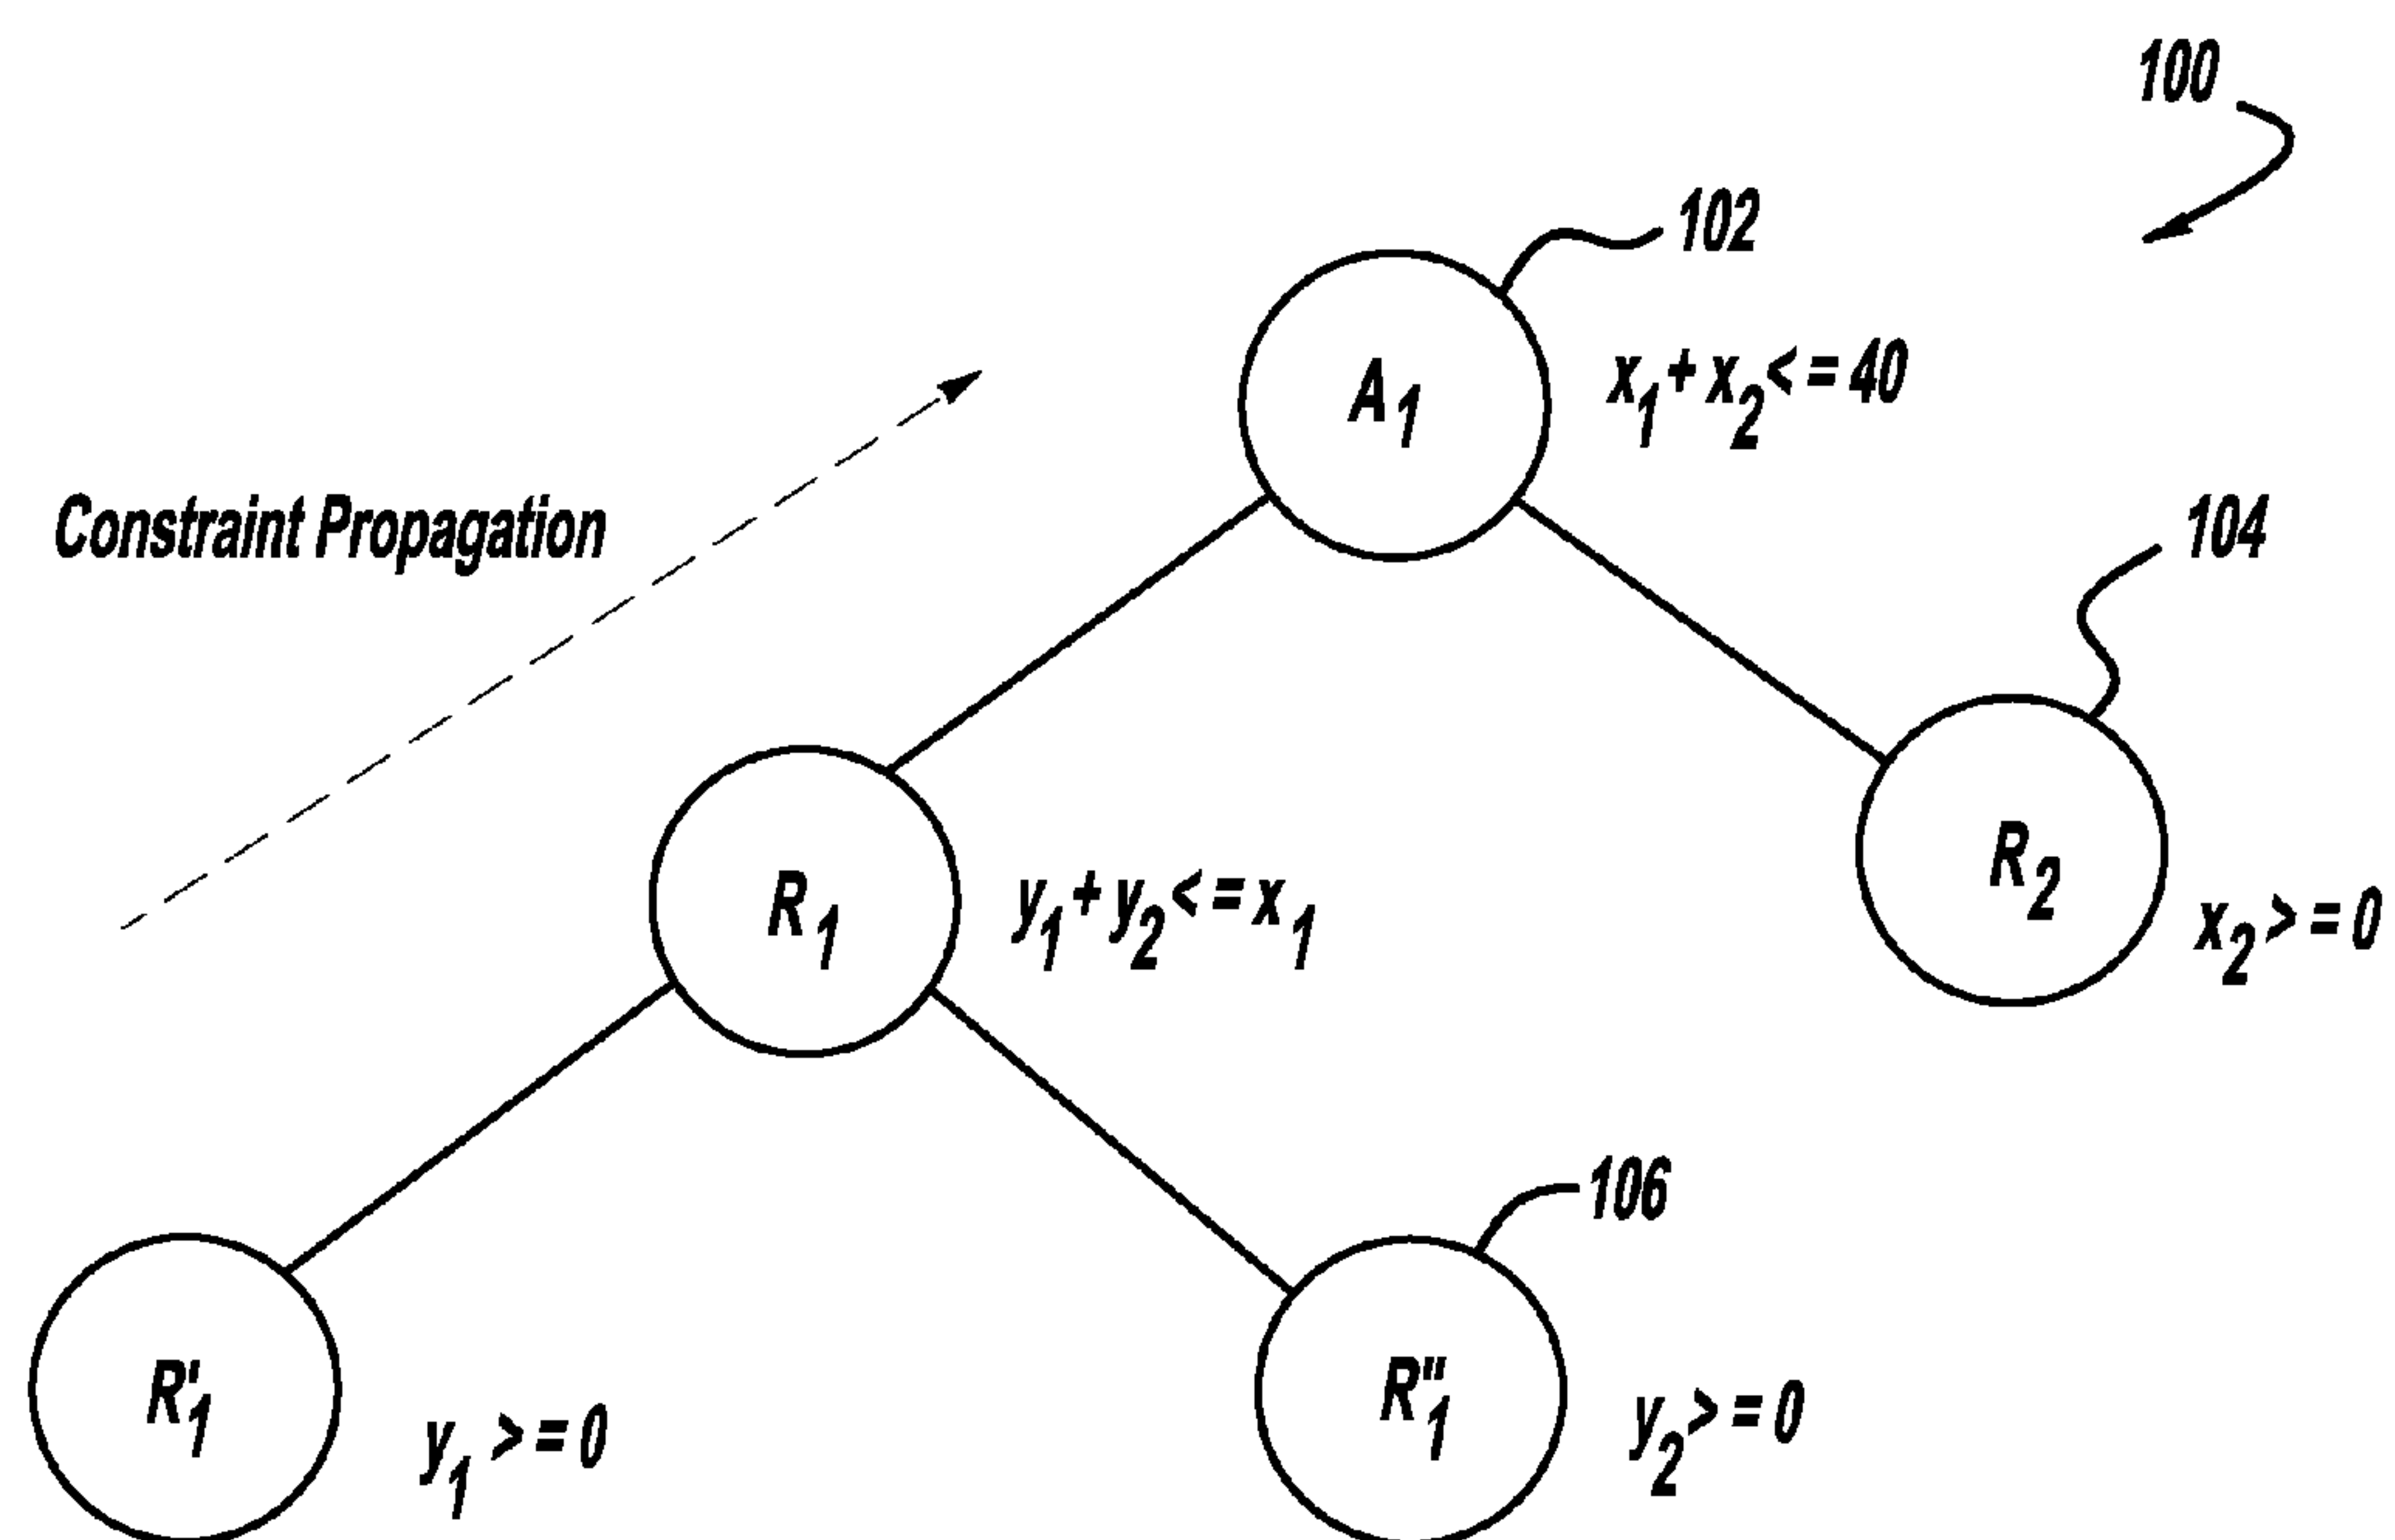 100
102
A1
x1+x2<=40
Constraint Propagation
104
R1
y1+y2<=x1
R2
x2>=0
106
R'1
y1>=0
R"1
y2>=0